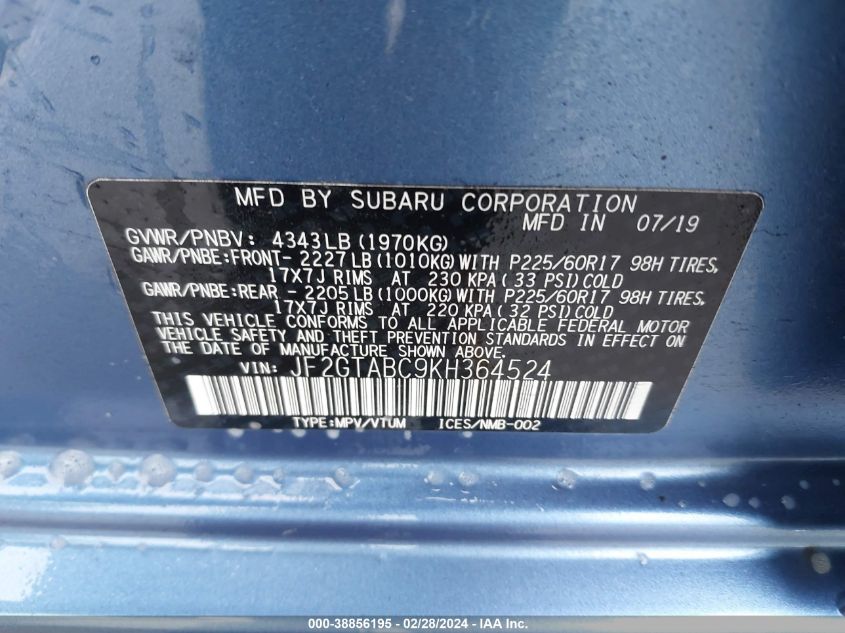 MFD BY SUBARU CORPORATION
MFD IN 07/19
GVWR/PNBV: 4343LB (1970KG)
GAWR/PNBE:FRONT- 2227LB (1010KG) WITH P225/60R17 98H TIRES,
17X7J RIMS AT 230 KPA (33 PSI) COLD
GAWR/PNBE:REAR - 2205LB (1000KG) WITH P225/60R17 98H TIRES,
17X7J RIMS AT 220 KPA (32 PSI) COLD
THIS VEHICLE CONFORMS TO ALL APPLICABLE FEDERAL MOTOR
VEHICLE SAFETY AND THEFT PREVENTION STANDARDS IN EFFECT ON
THE DATE OF MANUFACTURE SHOWN ABOVE.
VIN: JF2GTABC9KH364524
TYPE:MPV/VTUM ICES/NMB-002
000-38856195 - 02/28/2024 - IAA Inc.